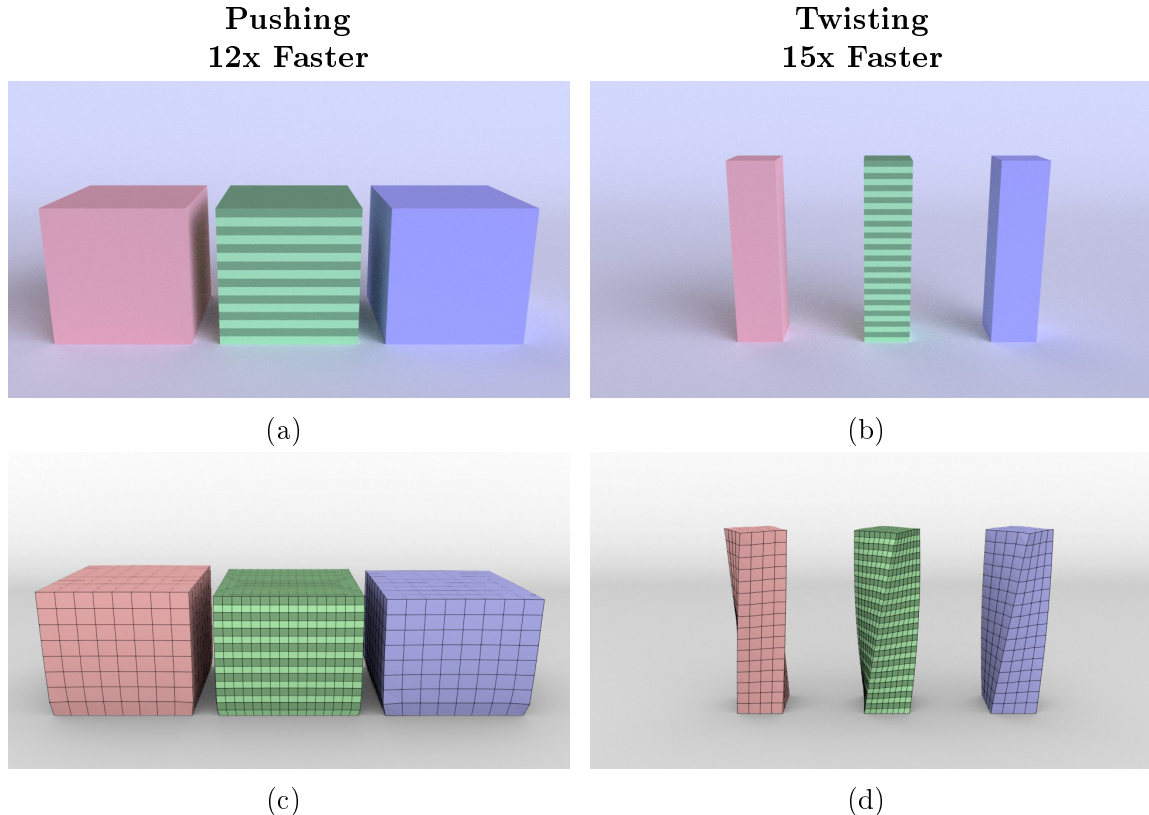 Pushing
12x Faster
Twisting
15x Faster
(a)
(b)
(c)
(d)